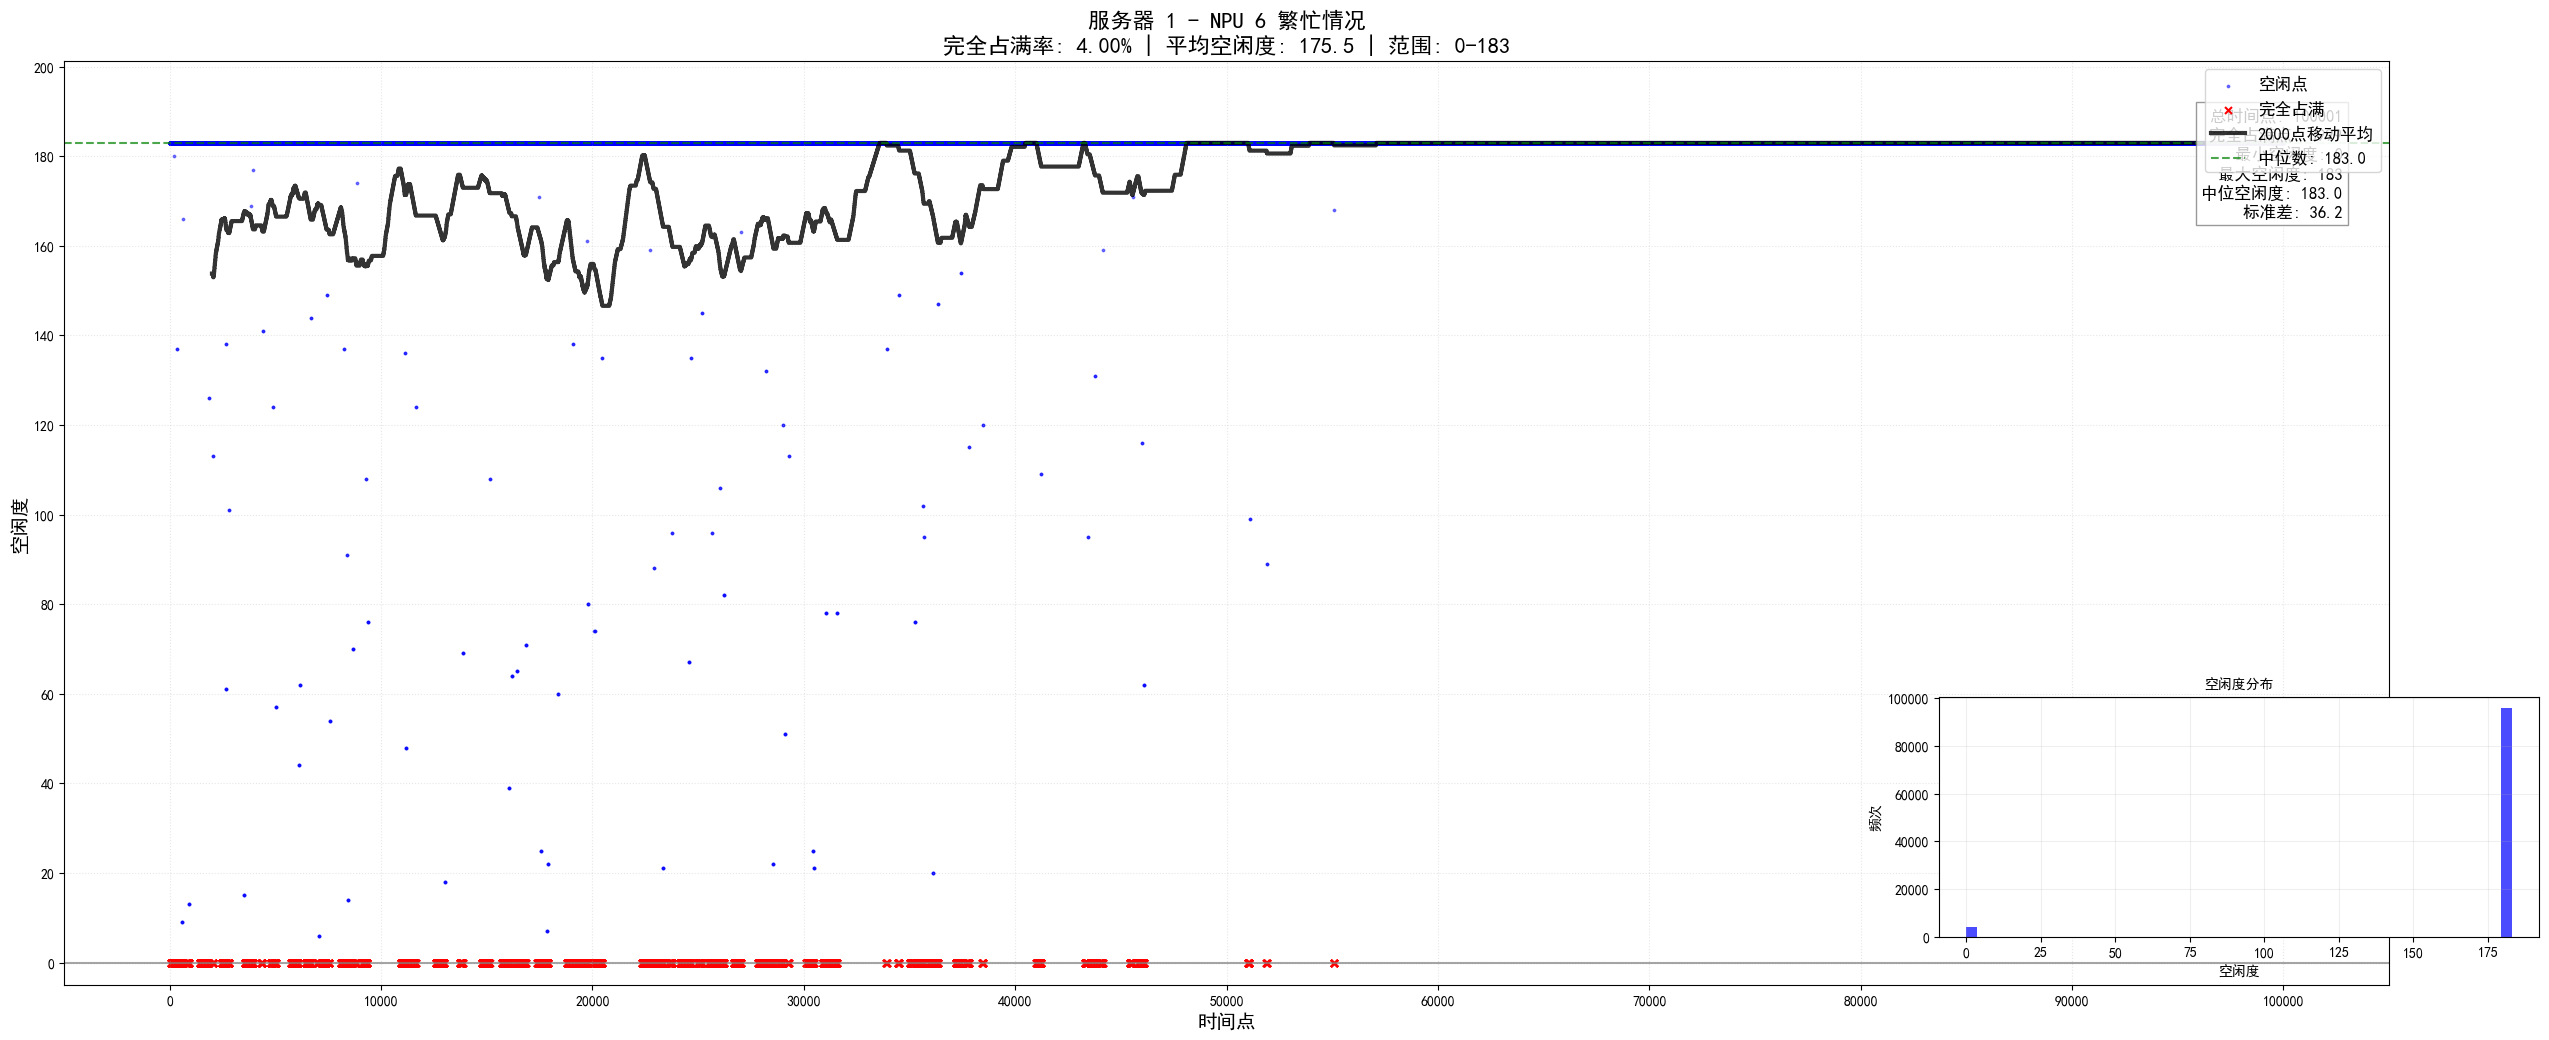 服务器 1 - NPU 6 繁忙情况
完全占满率: 4.00% | 平均空闲度: 175.5 | 范围: 0-183
空闲点
完全占满
2000点移动平均
中位数: 183.0
最大空闲度: 183
中位空闲度: 183.0
标准差: 36.2
空闲度
200
180
160
140
120
100
80
60
40
20
0
0 10000 20000 30000 40000 50000 60000 70000 80000 90000 100000
时间点
空闲度分布
频次
100000
80000
60000
40000
20000
0
0 25 50 75 100 125 150 175
空闲度